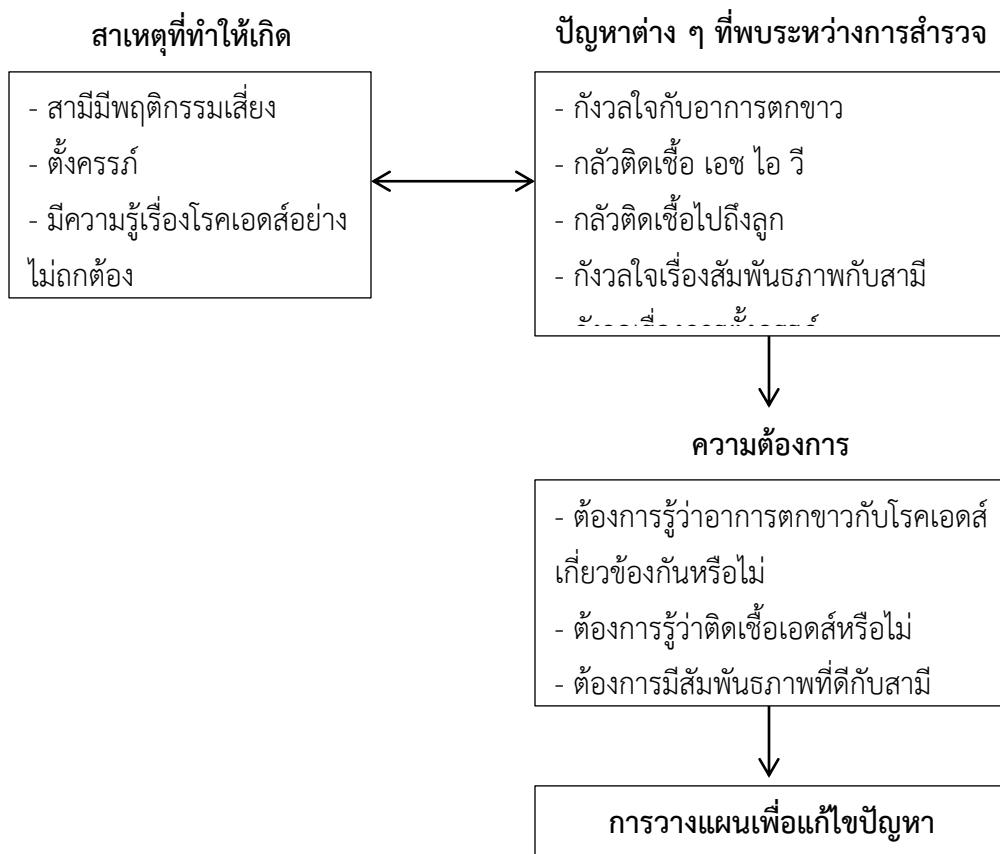 สาเหตุที่ทำให้เกิด
- สามีมีพฤติกรรมเสี่ยง
- ตั้งครรภ์
- มีความรู้เรื่องโรคเอดส์อย่าง
ไม่ถูกต้อง
ปัญหาต่าง ๆ ที่พบระหว่างการสำรวจ
- กังวลใจกับอาการตกขาว
- กลัวติดเชื้อ เอช ไอ วี
- กลัวติดเชื้อไปถึงลูก
- กังวลใจเรื่องสัมพันธภาพกับสามี
ความต้องการ
- ต้องการรู้ว่าอาการตกขาวกับโรคเอดส์
เกี่ยวข้องกันหรือไม่
- ต้องการรู้ว่าติดเชื้อเอดส์หรือไม่
- ต้องการมีสัมพันธภาพที่ดีกับสามี
การวางแผนเพื่อแก้ไขปัญหา